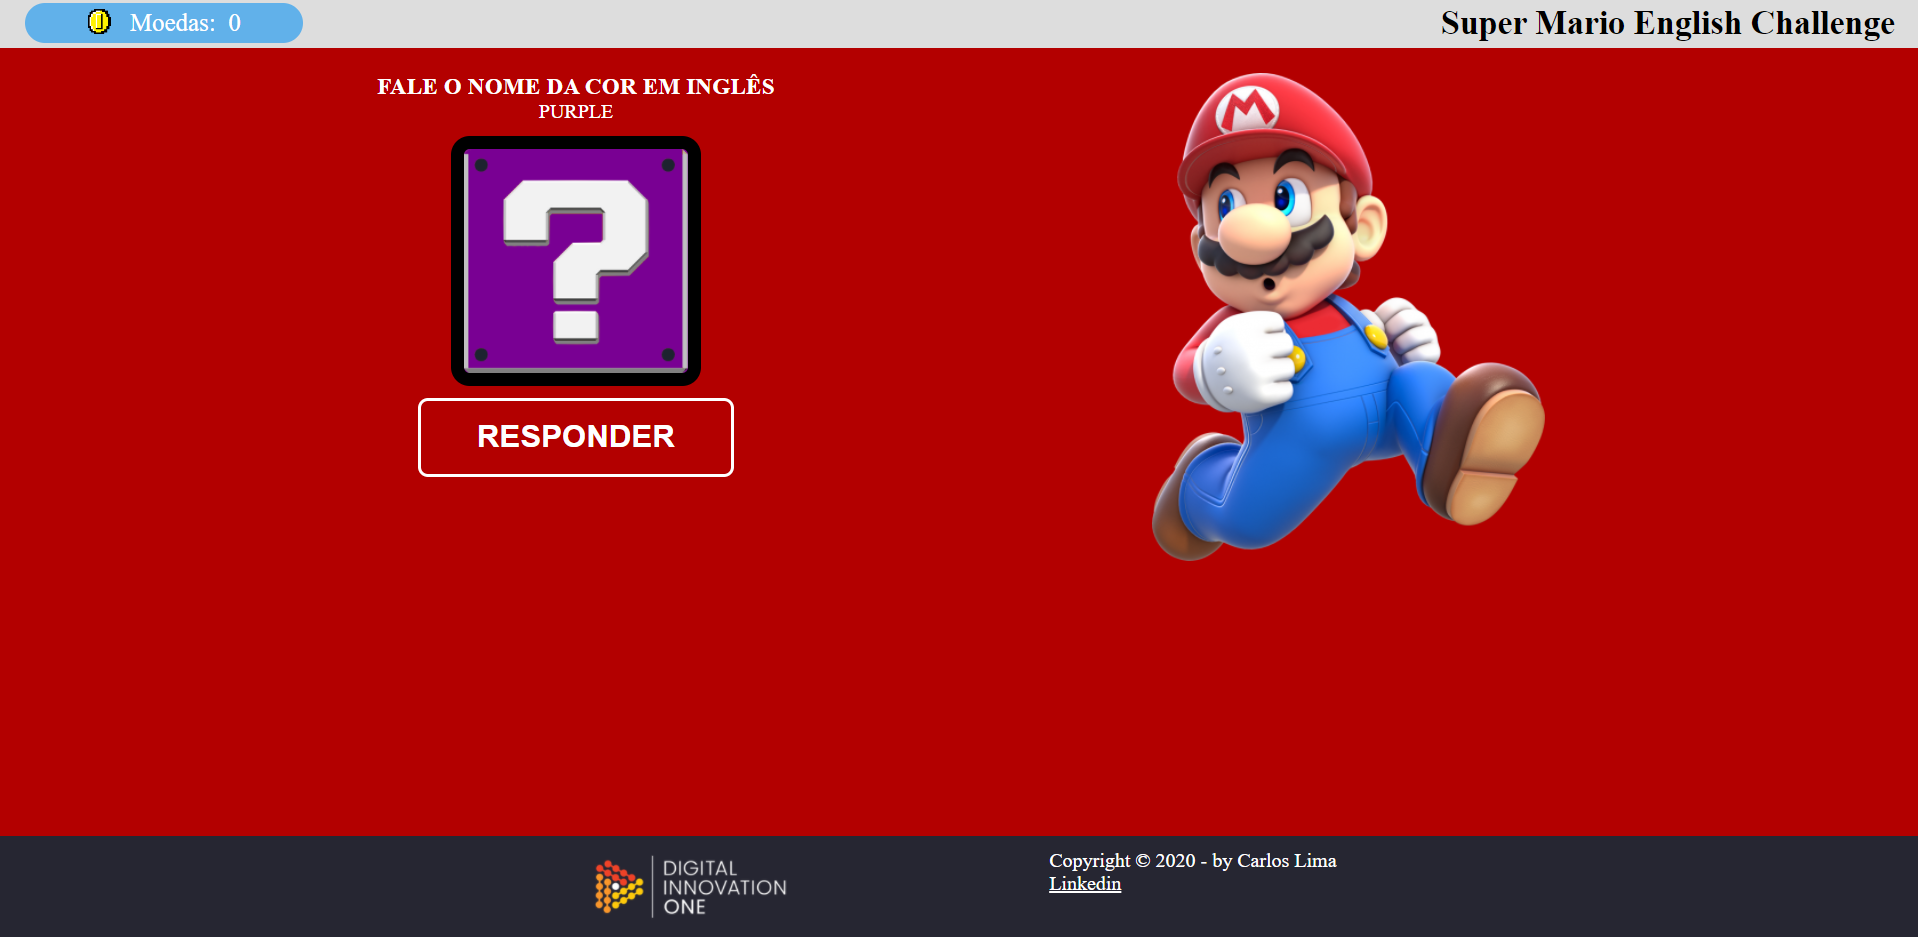 Moedas: 0
Super Mario English Challenge
FALE O NOME DA COR EM INGLÊS
PURPLE
?
M
RESPONDER
DIGITAL
INNOVATION
ONE
Copyright © 2020 - by Carlos Lima
Linkedin